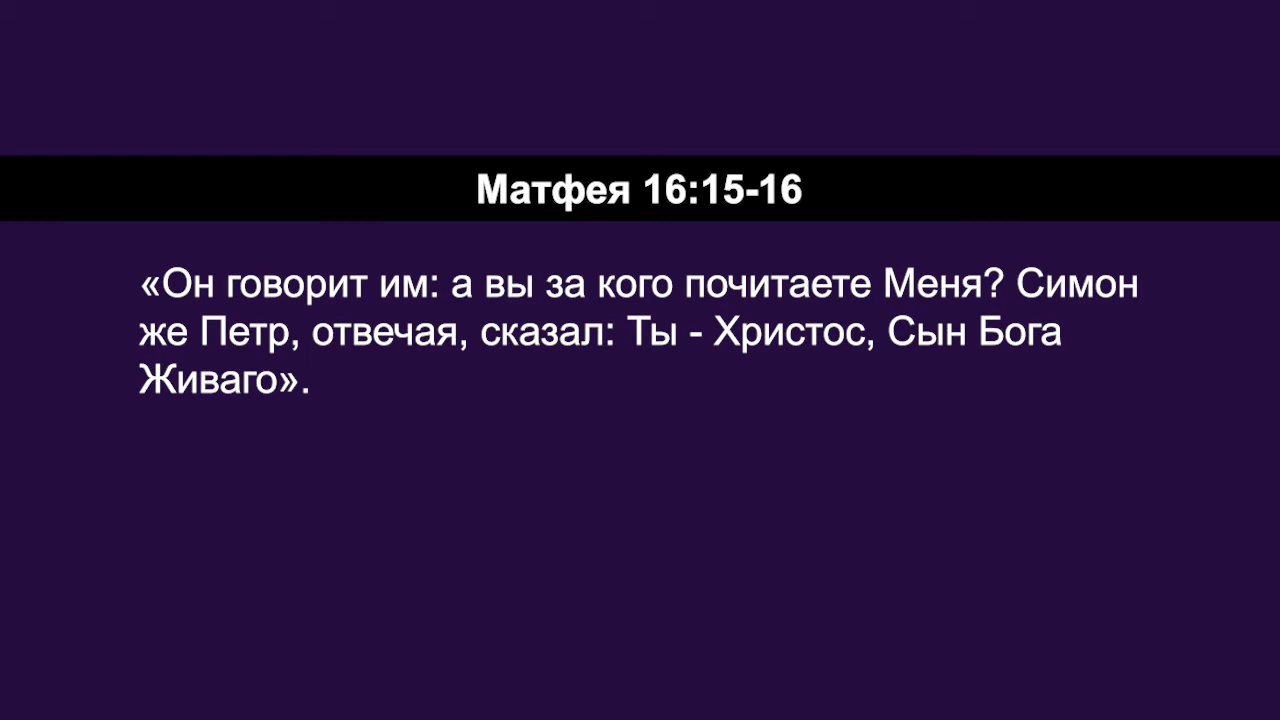 Матфея 16:15-16
«Он говорит им: а вы за кого почитаете Меня? Симон
же Петр, отвечая, сказал: Ты - Христос, Сын Бога
Живаго».